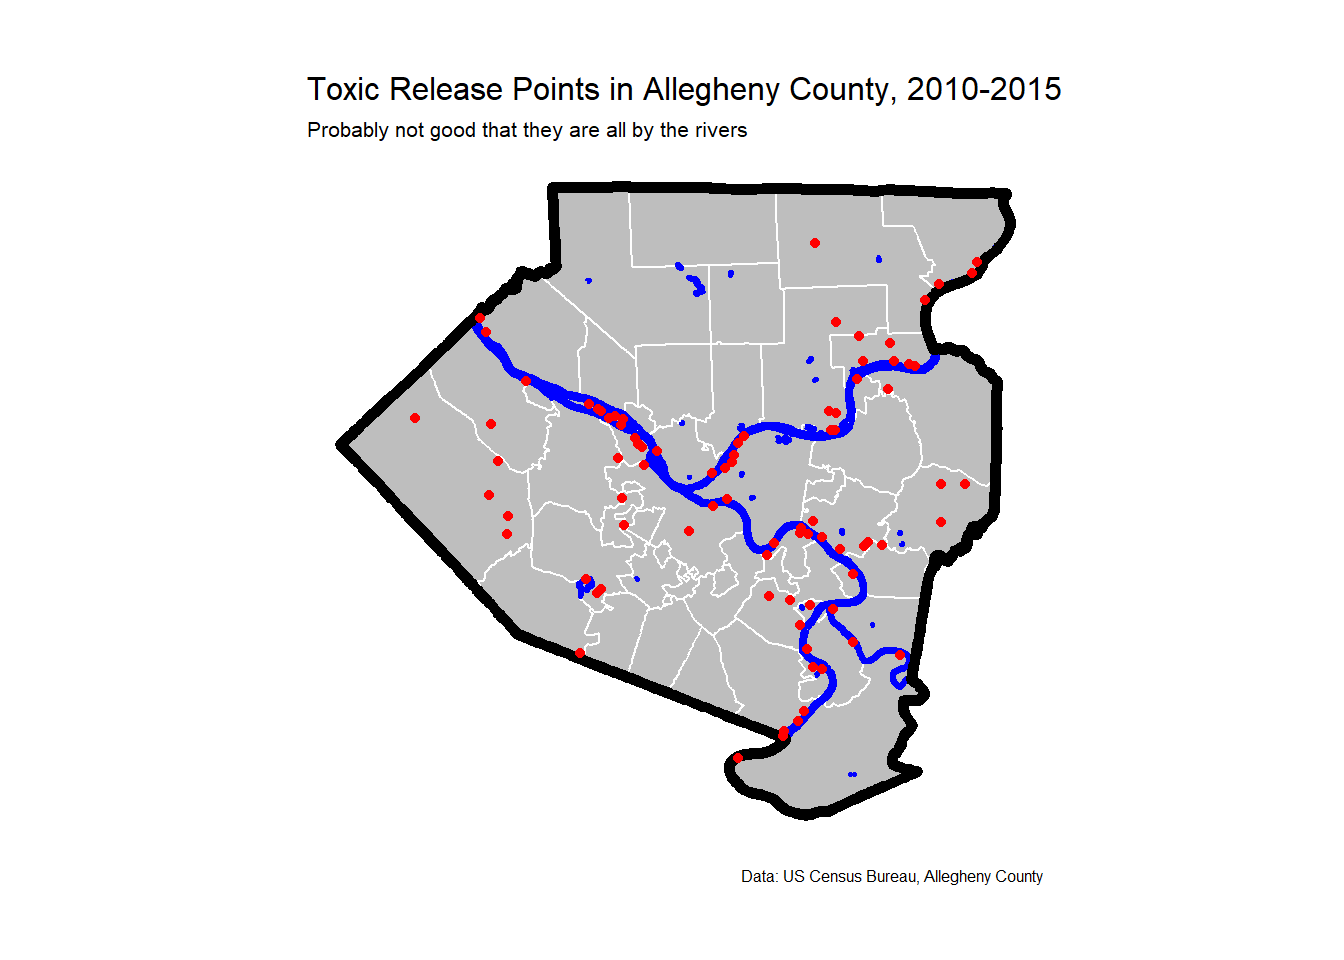 Toxic Release Points in Allegheny County, 2010-2015
Probably not good that they are all by the rivers
Data: US Census Bureau, Allegheny County